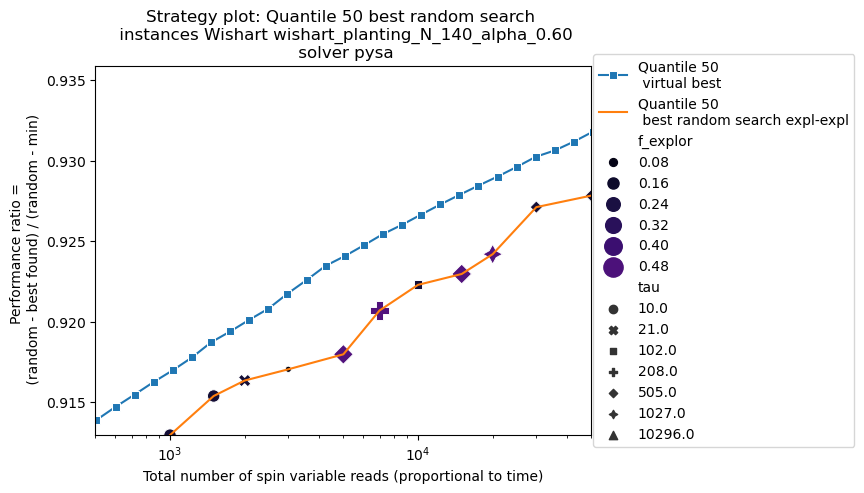 Strategy plot: Quantile 50 best random search
instances Wishart wishart_planting_N_140_alpha_0.60
solver pysa
Performance ratio =
(random - best found) / (random - min)
0.935
0.930
0.925
0.920
0.915
10³
10⁴
Total number of spin variable reads (proportional to time)
Quantile 50
virtual best
Quantile 50
best random search expl-expl
f_explor
0.08
0.16
0.24
0.32
0.40
0.48
tau
10.0
21.0
102.0
208.0
505.0
1027.0
10296.0